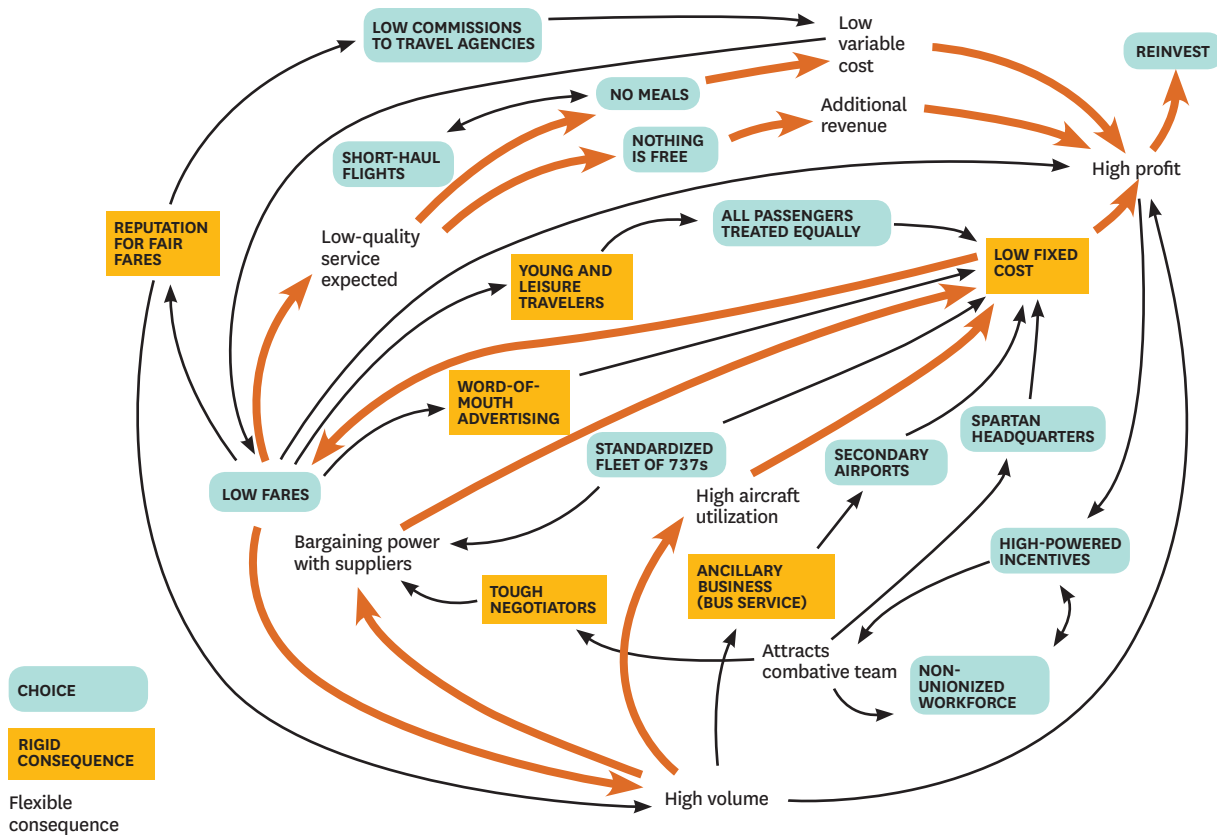 LOW COMMISSIONS
TO TRAVEL AGENCIES
Low
variable
cost
REINVEST
NO MEALS
Additional
revenue
SHORT-HAUL
FLIGHTS
NOTHING
IS FREE
High profit
REPUTATION
FOR FAIR
FARES
Low-quality
service
expected
ALL PASSENGERS
TREATED EQUALLY
YOUNG AND
LEISURE
TRAVELERS
LOW FIXED
COST
WORD-OF-
MOUTH
ADVERTISING
STANDARDIZED
FLEET OF 737s
SECONDARY
AIRPORTS
SPARTAN
HEADQUARTERS
LOW FARES
High aircraft
utilization
Bargaining power
with suppliers
HIGH-POWERED
INCENTIVES
TOUGH
NEGOTIATORS
ANCILLARY
BUSINESS
(BUS SERVICE)
Attracts
combative team
NON-
UNIONIZED
WORKFORCE
CHOICE
RIGID
CONSEQUENCE
High volume
Flexible
consequence